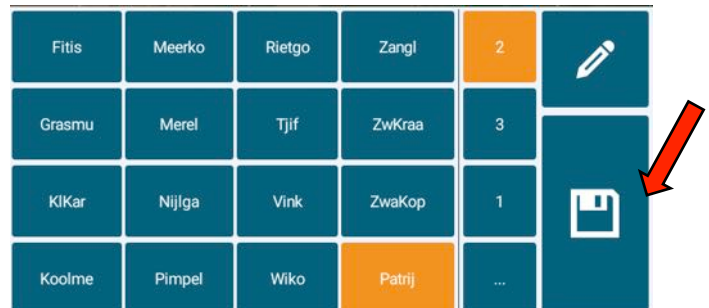 Fitis Meerko Rietgo Zangl 2
Grasmu Merel Tjif ZwKraa 3
KlKar Nijlga Vink ZwaKop 1
Koolme Pimpel Wiko Patrij ...